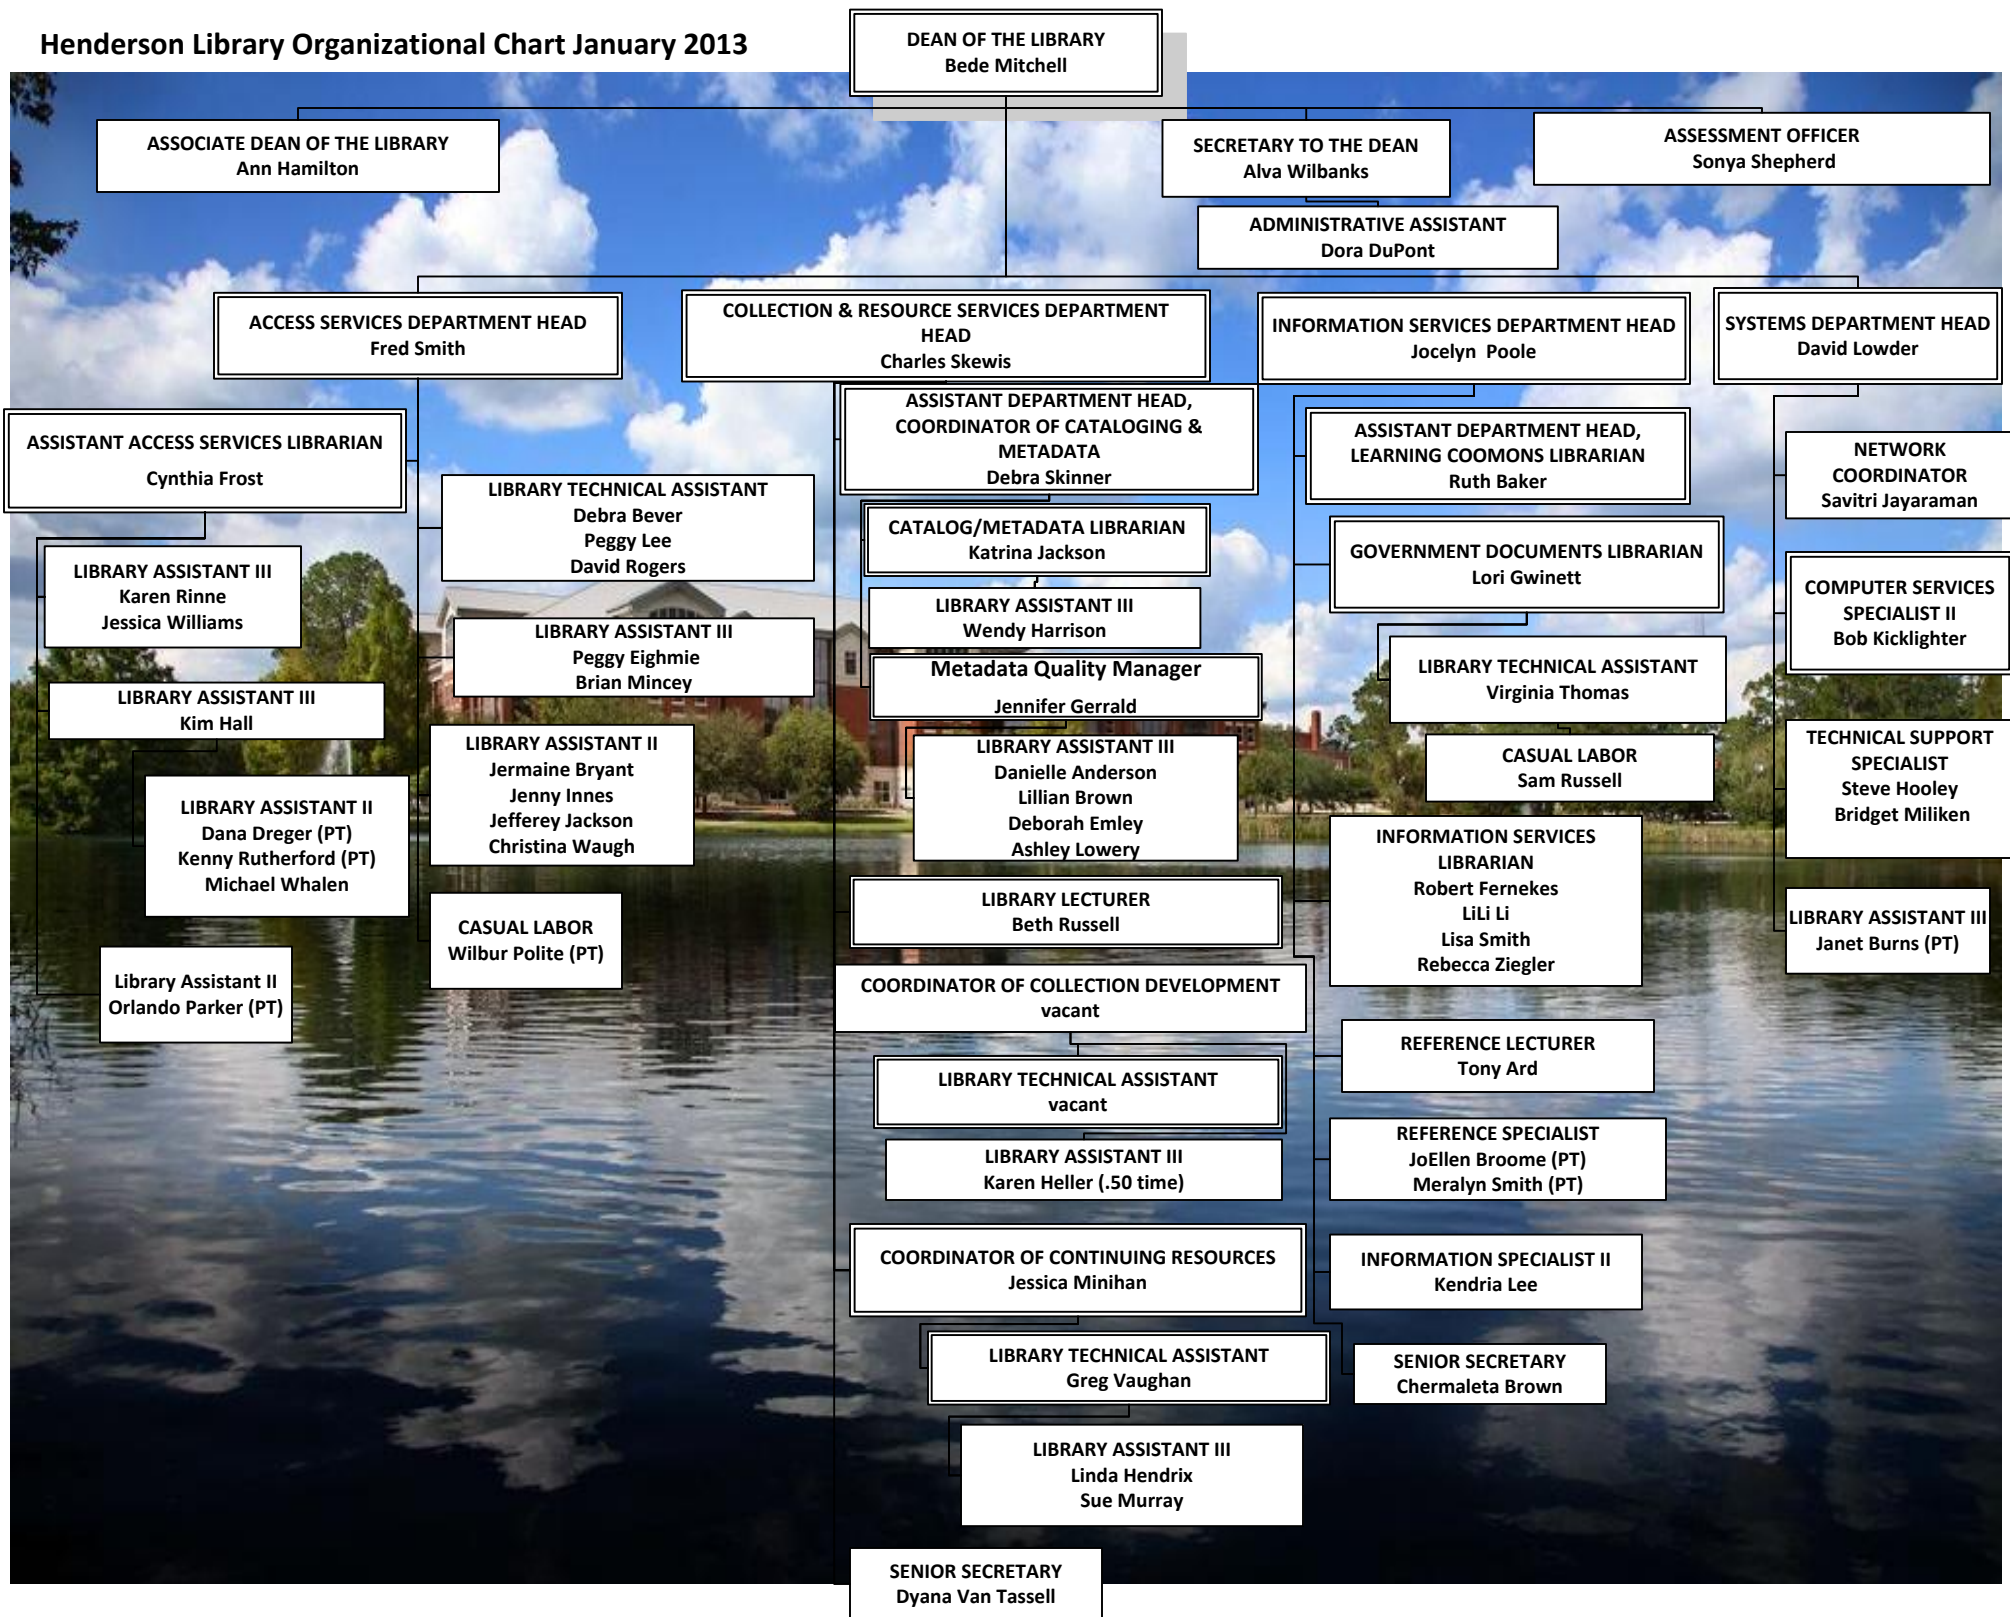 Henderson Library Organizational Chart January 2013
DEAN OF THE LIBRARY
Bede Mitchell
ASSOCIATE DEAN OF THE LIBRARY
Ann Hamilton
SECRETARY TO THE DEAN
Alva Wilbanks
ASSESSMENT OFFICER
Sonya Shepherd
ADMINISTRATIVE ASSISTANT
Dora DuPont
ACCESS SERVICES DEPARTMENT HEAD
Fred Smith
COLLECTION & RESOURCE SERVICES DEPARTMENT
HEAD
Charles Skewis
INFORMATION SERVICES DEPARTMENT HEAD
Jocelyn Poole
SYSTEMS DEPARTMENT HEAD
David Lowder
ASSISTANT ACCESS SERVICES LIBRARIAN
Cynthia Frost
LIBRARY ASSISTANT III
Karen Rinne
Jessica Williams
LIBRARY ASSISTANT III
Kim Hall
LIBRARY ASSISTANT II
Dana Dreger (PT)
Kenny Rutherford (PT)
Michael Whalen
Library Assistant II
Orlando Parker (PT)
LIBRARY TECHNICAL ASSISTANT
Debra Bever
Peggy Lee
David Rogers
LIBRARY ASSISTANT III
Peggy Eighmie
Brian Mincey
LIBRARY ASSISTANT II
Jermaine Bryant
Jenny Innes
Jefferey Jackson
Christina Waugh
CASUAL LABOR
Wilbur Polite (PT)
ASSISTANT DEPARTMENT HEAD,
COORDINATOR OF CATALOGING &
METADATA
Debra Skinner
CATALOG/METADATA LIBRARIAN
Katrina Jackson
LIBRARY ASSISTANT III
Wendy Harrison
Metadata Quality Manager
Jennifer Gerrald
LIBRARY ASSISTANT III
Danielle Anderson
Lillian Brown
Deborah Emley
Ashley Lowery
LIBRARY LECTURER
Beth Russell
COORDINATOR OF COLLECTION DEVELOPMENT
vacant
LIBRARY TECHNICAL ASSISTANT
vacant
LIBRARY ASSISTANT III
Karen Heller (.50 time)
COORDINATOR OF CONTINUING RESOURCES
Jessica Minihan
LIBRARY TECHNICAL ASSISTANT
Greg Vaughan
LIBRARY ASSISTANT III
Linda Hendrix
Sue Murray
SENIOR SECRETARY
Dyana Van Tassell
ASSISTANT DEPARTMENT HEAD,
LEARNING COOMONS LIBRARIAN
Ruth Baker
GOVERNMENT DOCUMENTS LIBRARIAN
Lori Gwinett
LIBRARY TECHNICAL ASSISTANT
Virginia Thomas
CASUAL LABOR
Sam Russell
INFORMATION SERVICES
LIBRARIAN
Robert Fernekes
LiLi Li
Lisa Smith
Rebecca Ziegler
REFERENCE LECTURER
Tony Ard
REFERENCE SPECIALIST
JoEllen Broome (PT)
Meralyn Smith (PT)
INFORMATION SPECIALIST II
Kendria Lee
SENIOR SECRETARY
Chermaleta Brown
NETWORK
COORDINATOR
Savitri Jayaraman
COMPUTER SERVICES
SPECIALIST II
Bob Kicklighter
TECHNICAL SUPPORT
SPECIALIST
Steve Hooley
Bridget Miliken
LIBRARY ASSISTANT III
Janet Burns (PT)